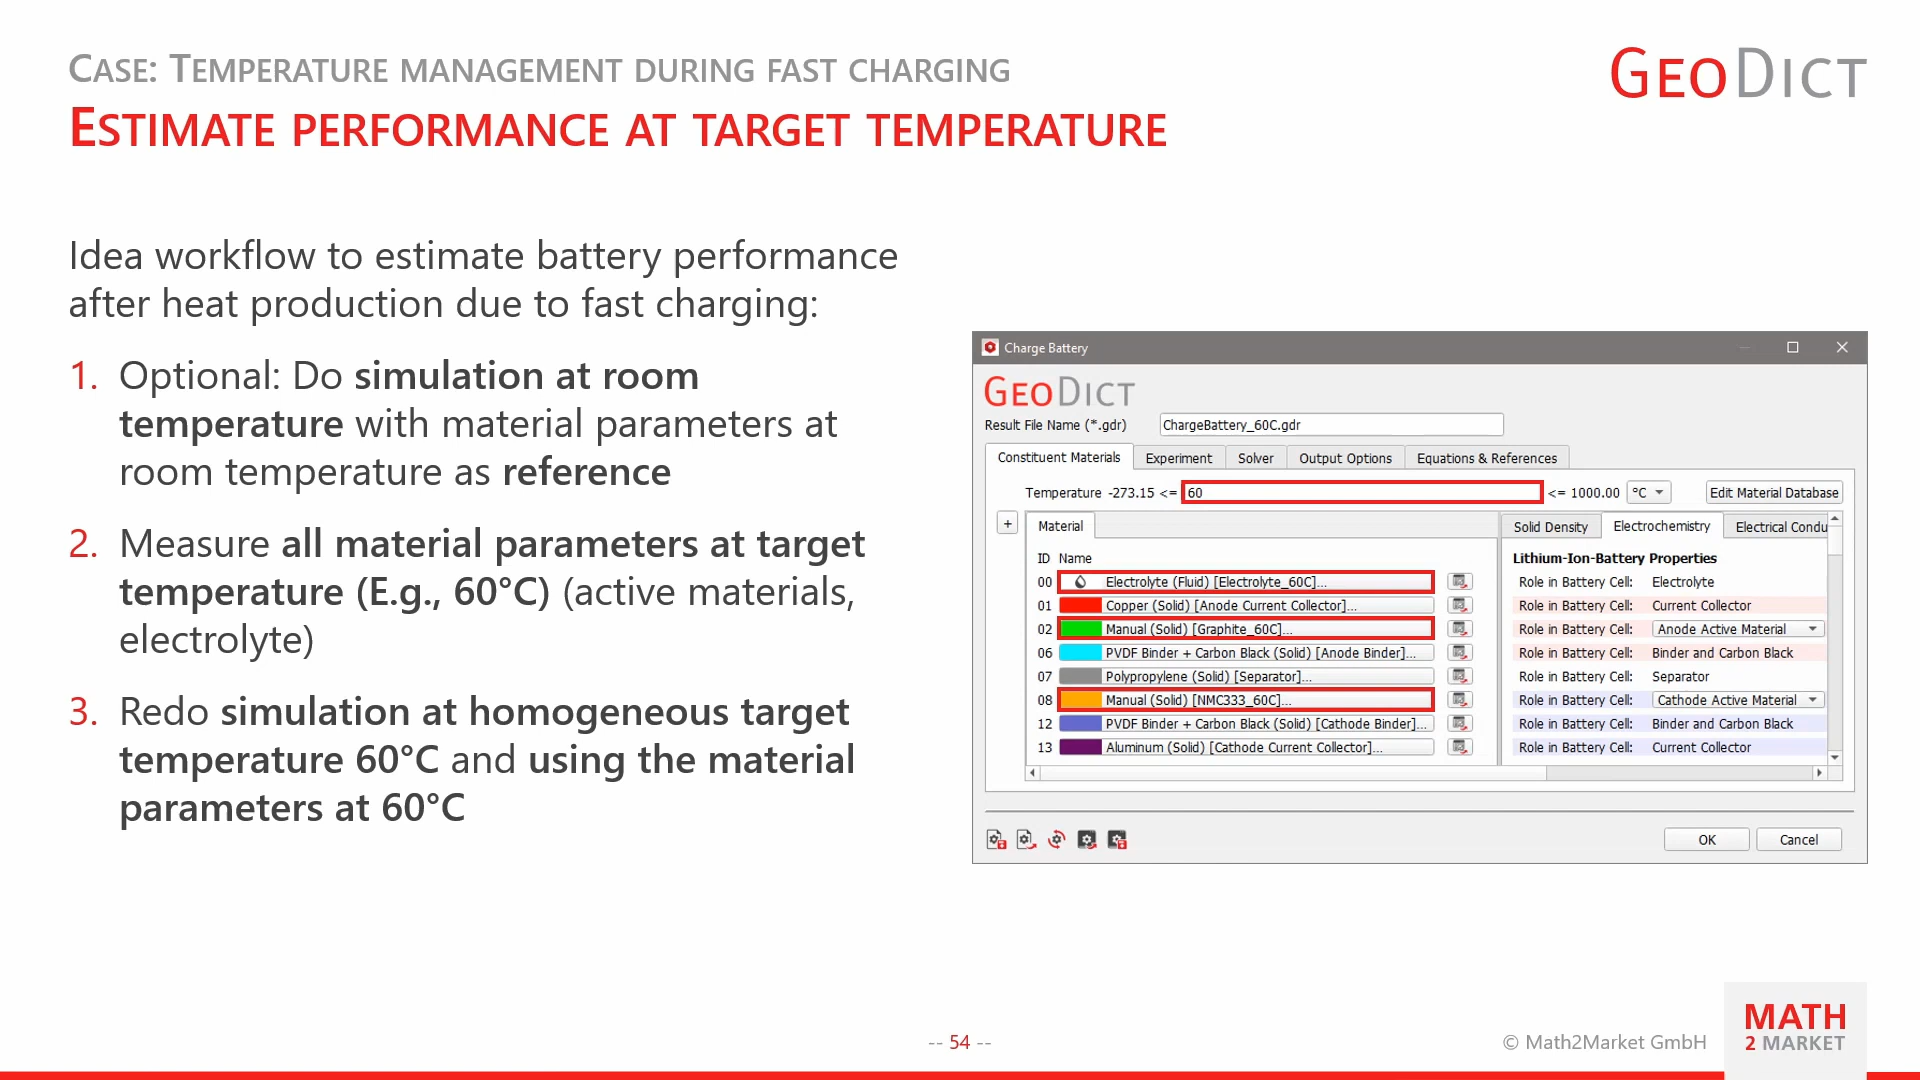 CASE: TEMPERATURE MANAGEMENT DURING FAST CHARGING
GEODICT
ESTIMATE PERFORMANCE AT TARGET TEMPERATURE
Idea workflow to estimate battery performance
after heat production due to fast charging:
1. Optional: Do simulation at room
temperature with material parameters at
room temperature as reference
2. Measure all material parameters at target
temperature (E.g., 60°C) (active materials,
electrolyte)
3. Redo simulation at homogeneous target
temperature 60°C and using the material
parameters at 60°C
Charge Battery
GEODICT
Result File Name (*.gdr) ChargeBattery_60C.gdr
Constituent Materials Experiment Solver Output Options Equations & References
Temperature -273.15 <= 60 <= 1000.00 °C Edit Material Database
+ Material Solid Density Electrochemistry Electrical Condu
ID Name Lithium-Ion-Battery Properties
00 Electrolyte (Fluid) [Electrolyte_60C]... Role in Battery Cell: Electrolyte
01 Copper (Solid) [Anode Current Collector]... Role in Battery Cell: Current Collector
02 Manual (Solid) [Graphite_60C]... Role in Battery Cell: Anode Active Material
06 PVDF Binder + Carbon Black (Solid) [Anode Binder]... Role in Battery Cell: Binder and Carbon Black
07 Polypropylene (Solid) [Separator]... Role in Battery Cell: Separator
08 Manual (Solid) [NMC333_60C]... Role in Battery Cell: Cathode Active Material
12 PVDF Binder + Carbon Black (Solid) [Cathode Binder]... Role in Battery Cell: Binder and Carbon Black
13 Aluminum (Solid) [Cathode Current Collector]... Role in Battery Cell: Current Collector
OK Cancel
-- 54 --
© Math2Market GmbH
MATH
2 MARKET